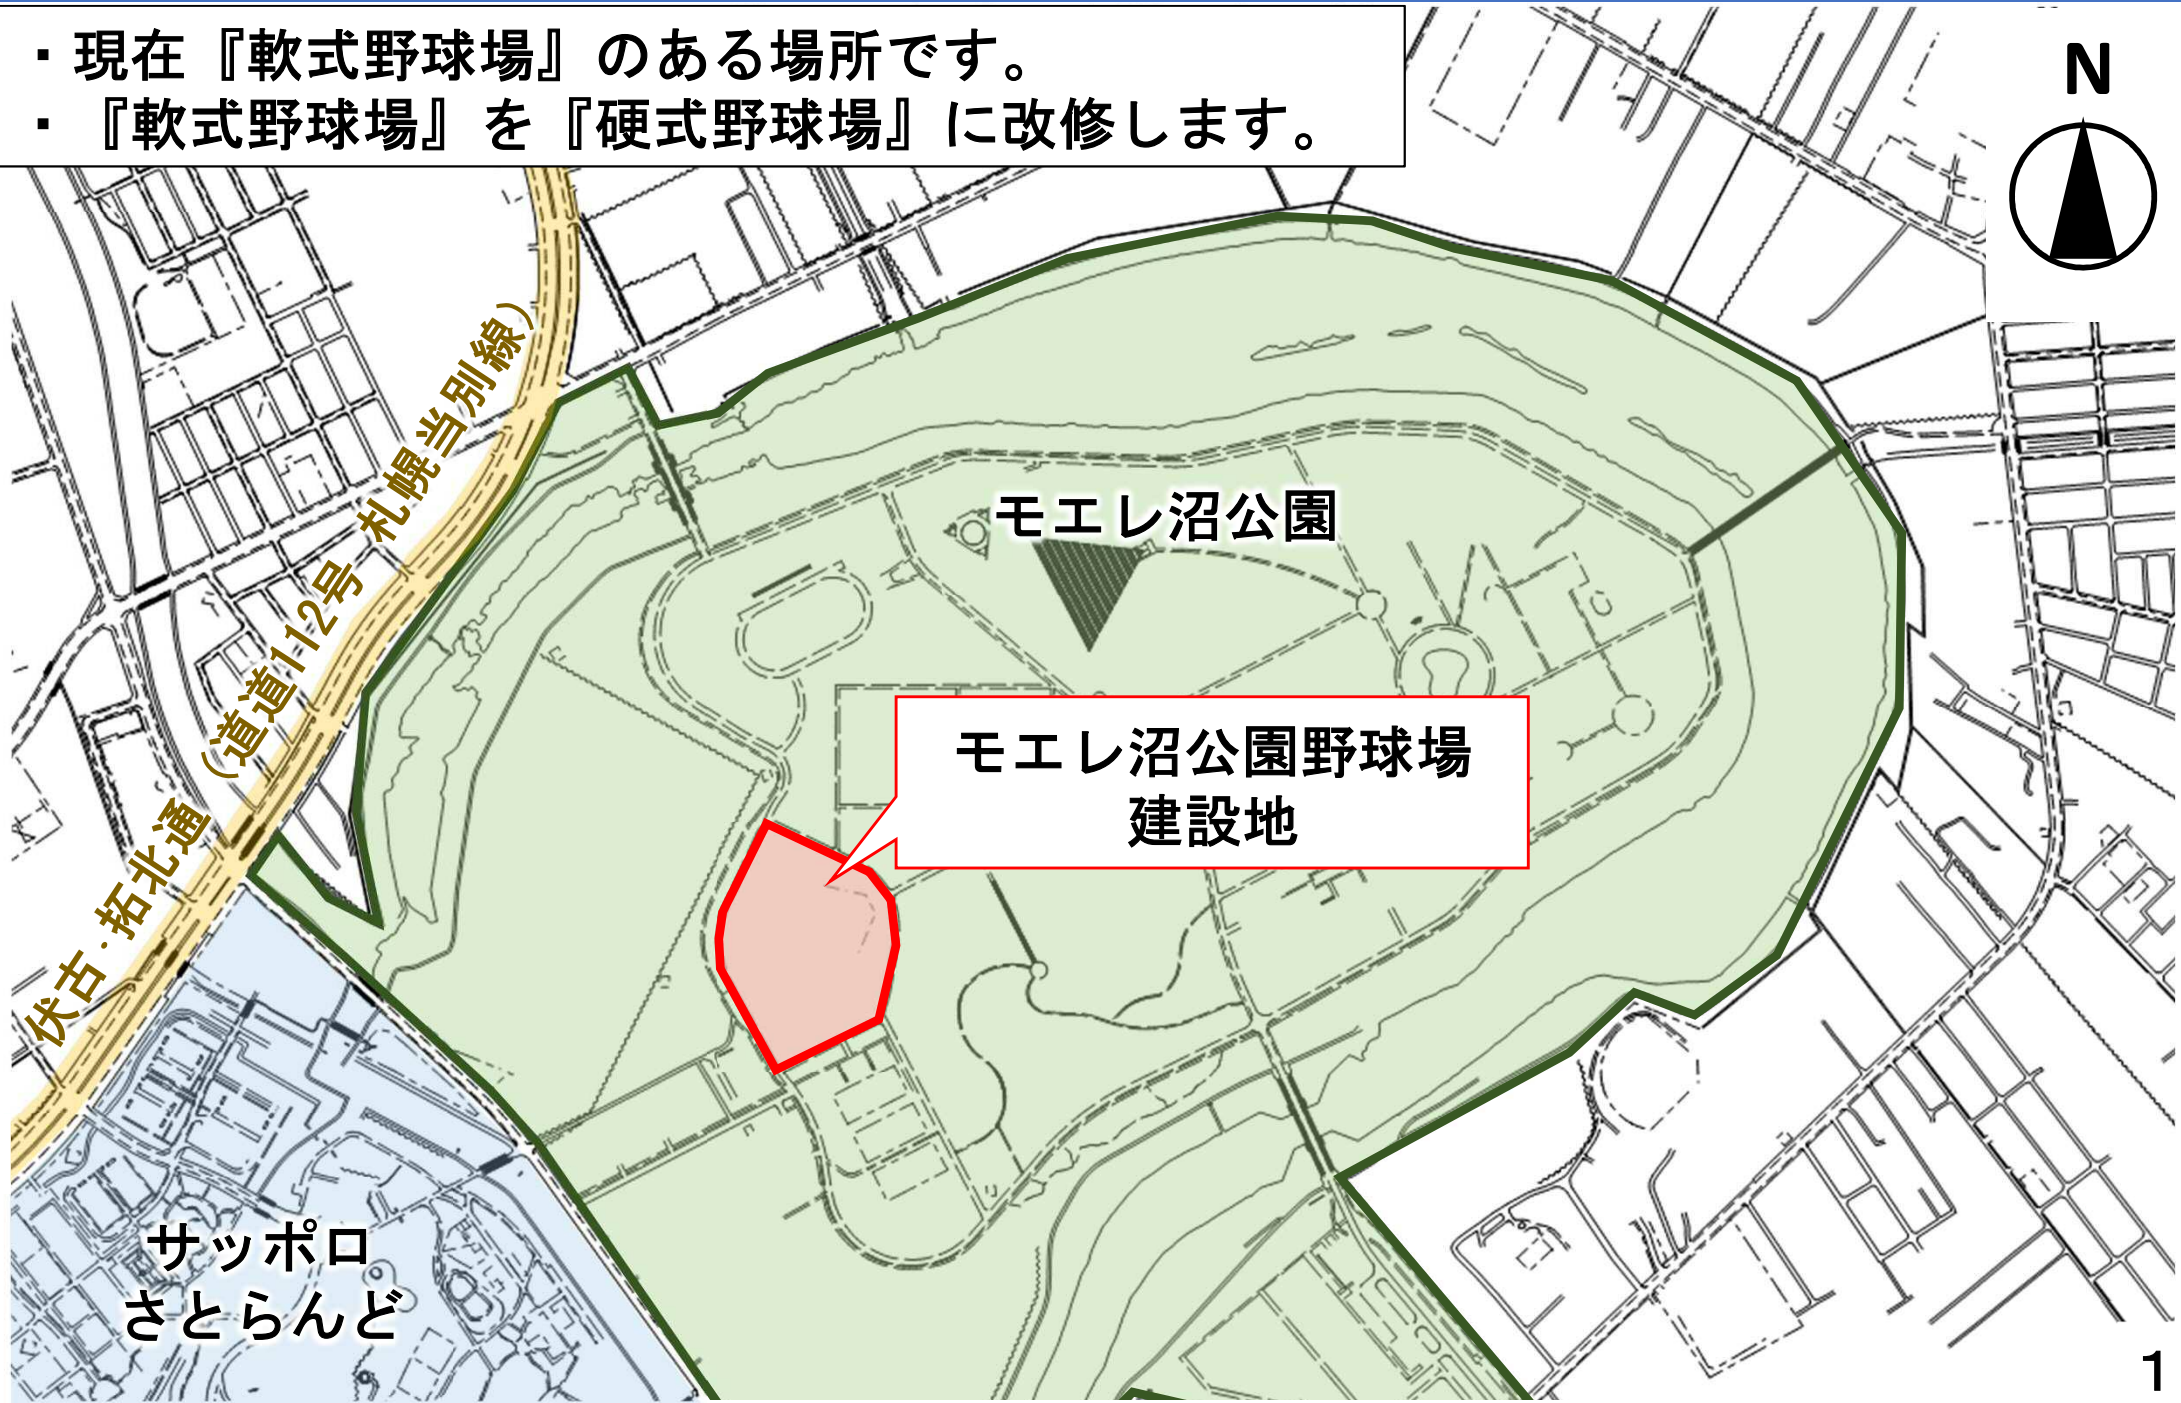 ・現在『軟式野球場』のある場所です。
・『軟式野球場』を『硬式野球場』に改修します。
N
伏古・拓北通（道道112号 札幌当別線）
モエレ沼公園
モエレ沼公園野球場
建設地
サッポロ
さとらんど
1